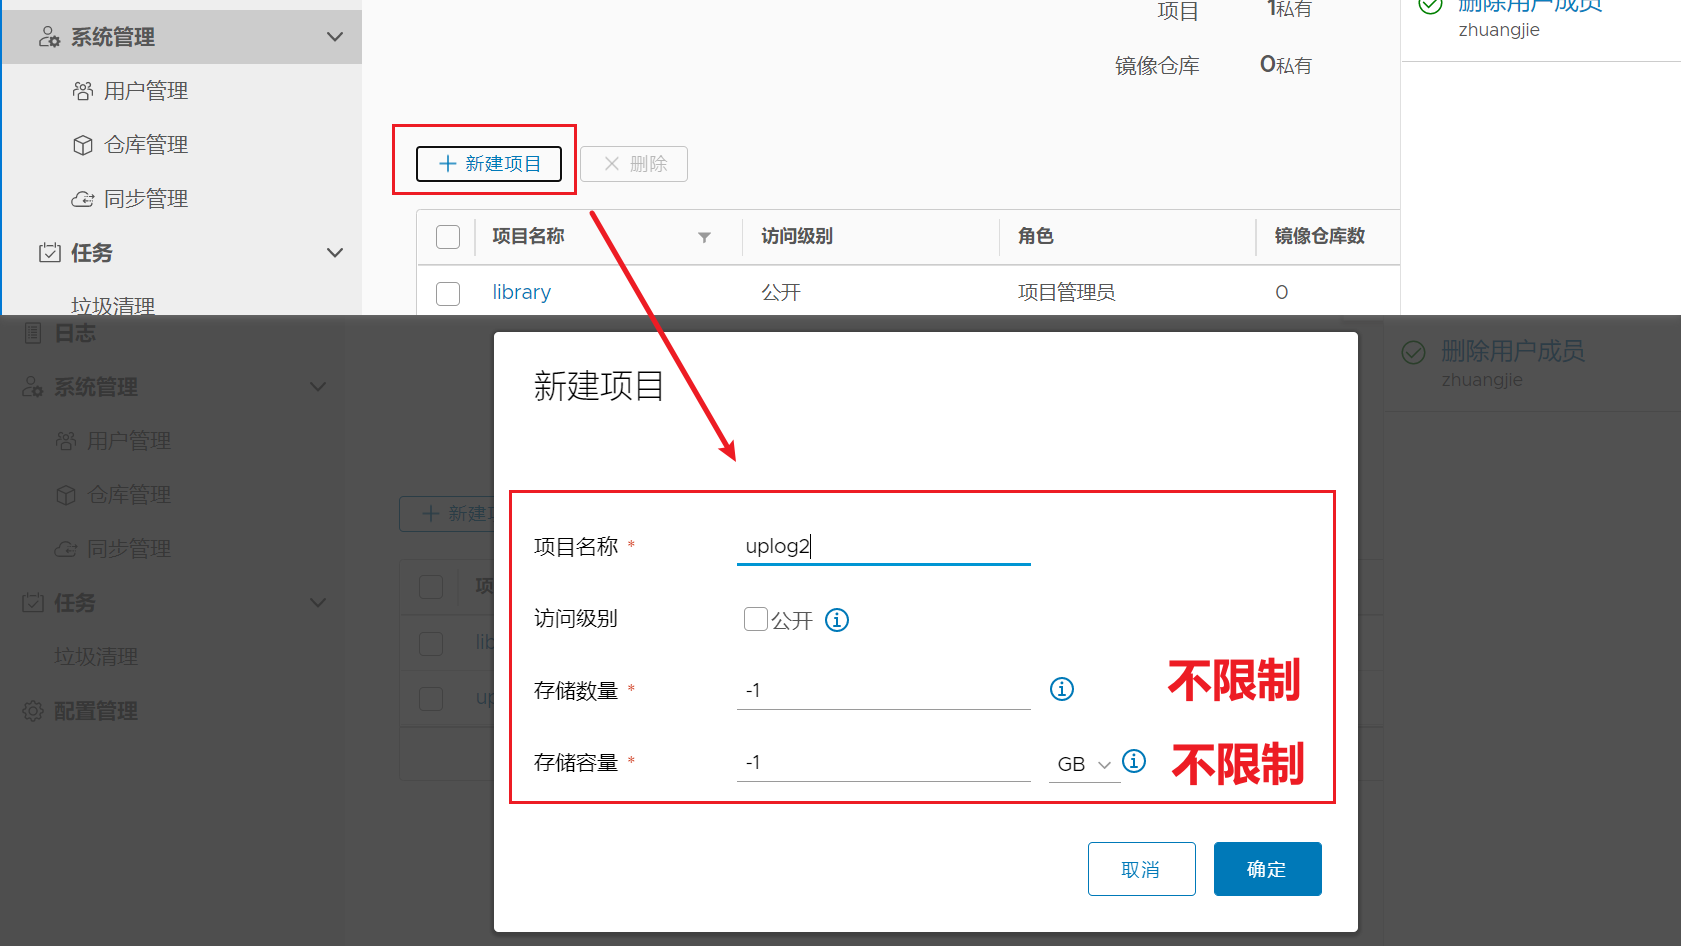 系统管理
用户管理
仓库管理
同步管理
任务
垃圾清理
项目 1私有
镜像仓库 0私有
删除用户成员
zhuangjie
新建项目 删除
项目名称 访问级别 角色 镜像仓库数
library 公开 项目管理员 0
日志
系统管理
用户管理
仓库管理
同步管理
任务
垃圾清理
配置管理
新建项
项
lib
up
删除用户成员
zhuangjie
新建项目
项目名称 * uplog2
访问级别 公开
存储数量 * -1 不限制
存储容量 * -1 GB 不限制
取消 确定